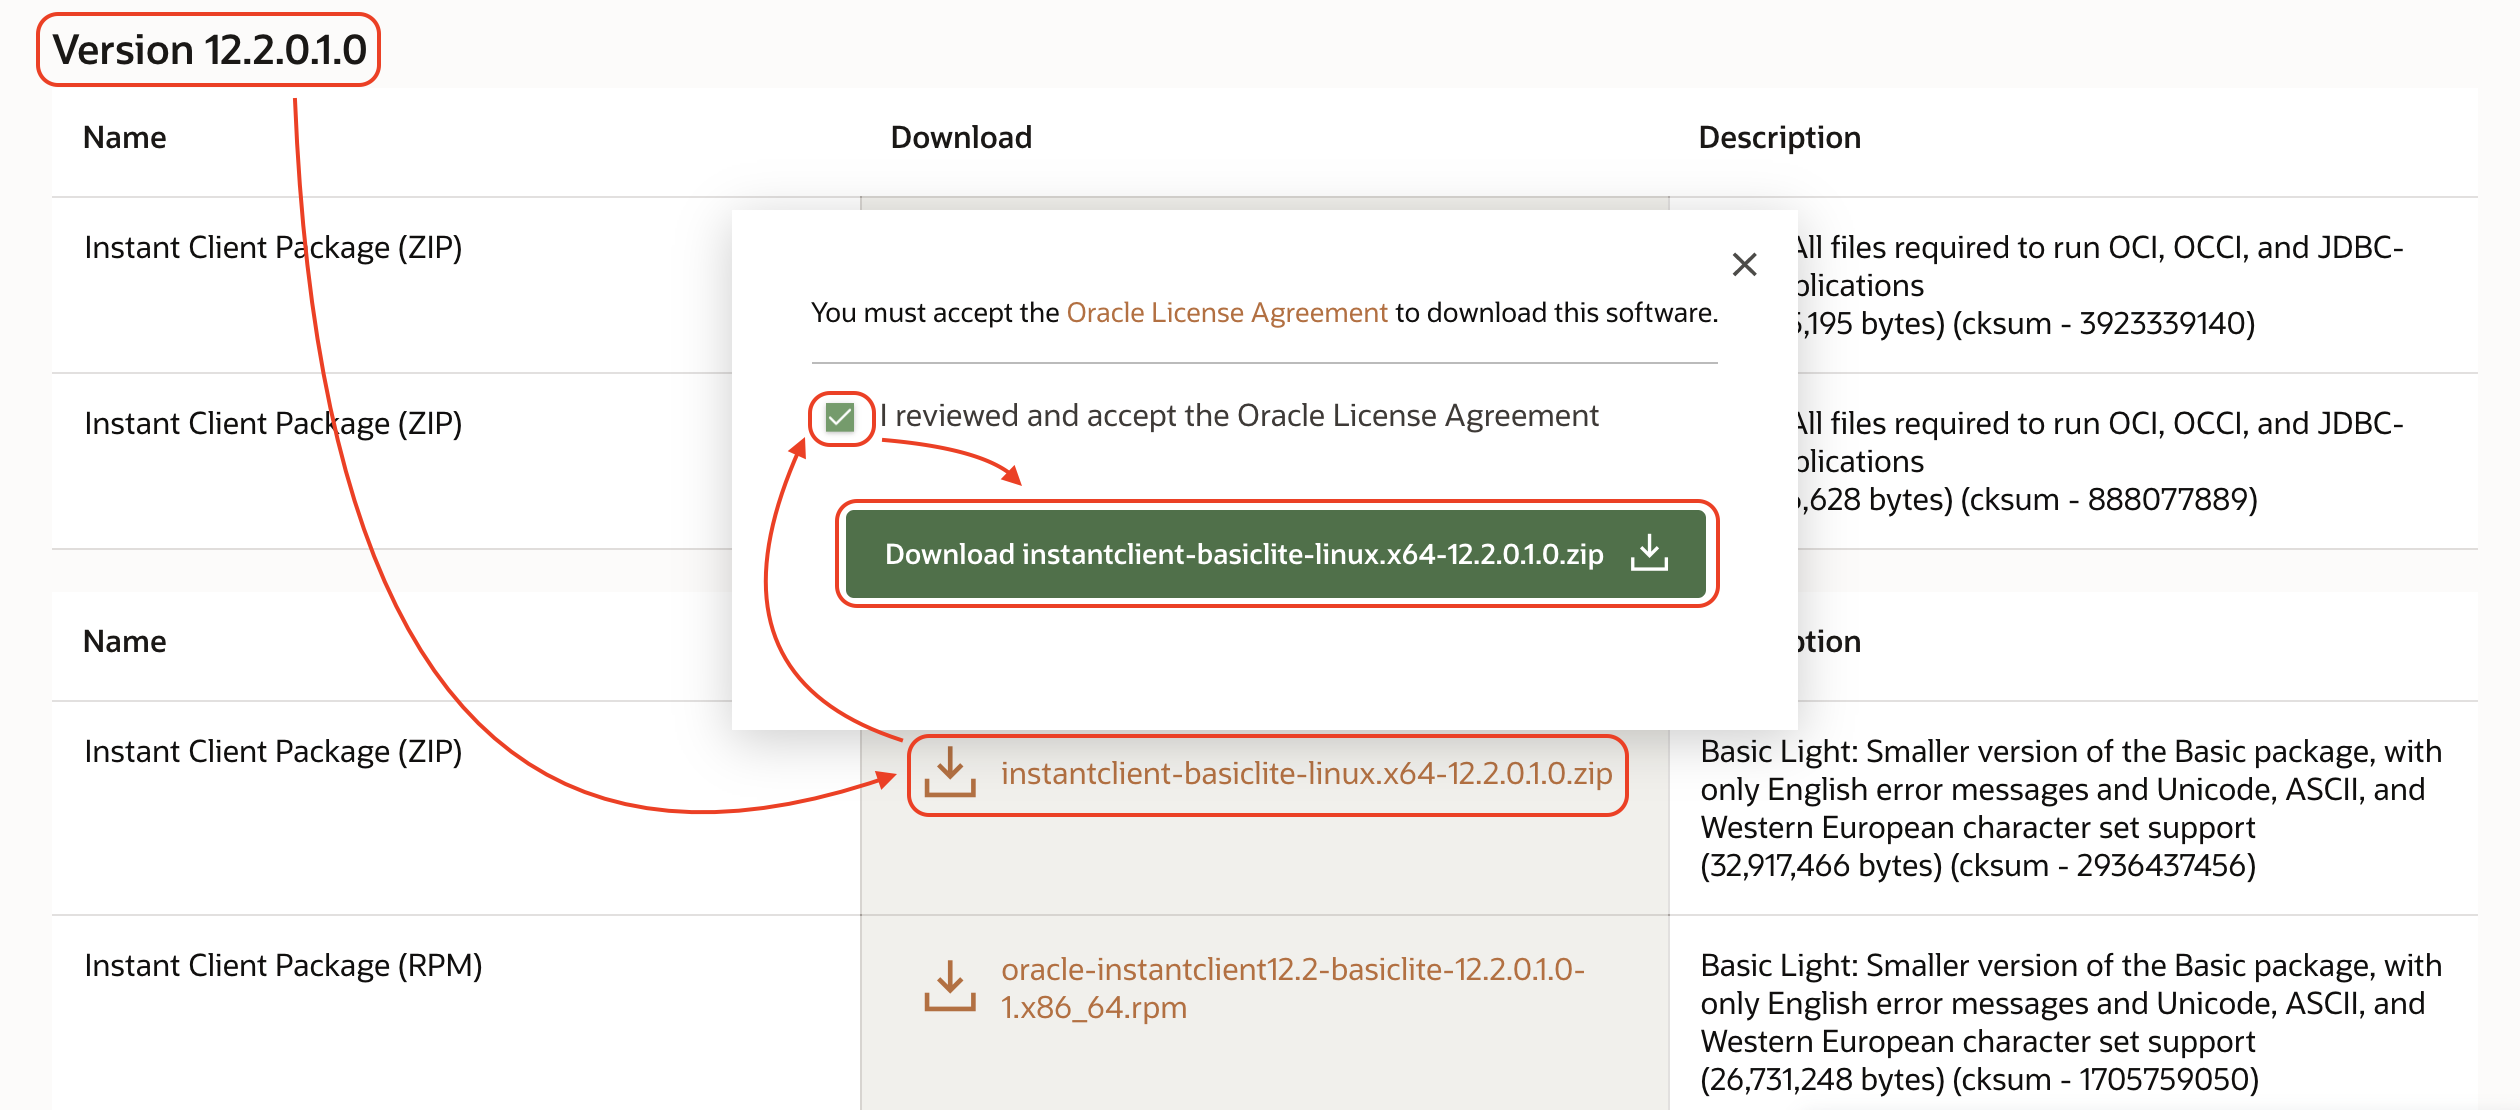 Version 12.2.0.1.0
Name
Download
Description
Instant Client Package (ZIP)
All files required to run OCI, OCCI, and JDBC-
plications
5,195 bytes) (cksum - 3923339140)
Instant Client Package (ZIP)
All files required to run OCI, OCCI, and JDBC-
plications
,628 bytes) (cksum - 888077889)
You must accept the Oracle License Agreement to download this software.
I reviewed and accept the Oracle License Agreement
Download instantclient-basiclite-linux.x64-12.2.0.1.0.zip
Name
ption
Instant Client Package (ZIP)
instantclient-basiclite-linux.x64-12.2.0.1.0.zip
Basic Light: Smaller version of the Basic package, with
only English error messages and Unicode, ASCII, and
Western European character set support
(32,917,466 bytes) (cksum - 2936437456)
Instant Client Package (RPM)
oracle-instantclient12.2-basiclite-12.2.0.1.0-
1.x86_64.rpm
Basic Light: Smaller version of the Basic package, with
only English error messages and Unicode, ASCII, and
Western European character set support
(26,731,248 bytes) (cksum - 1705759050)